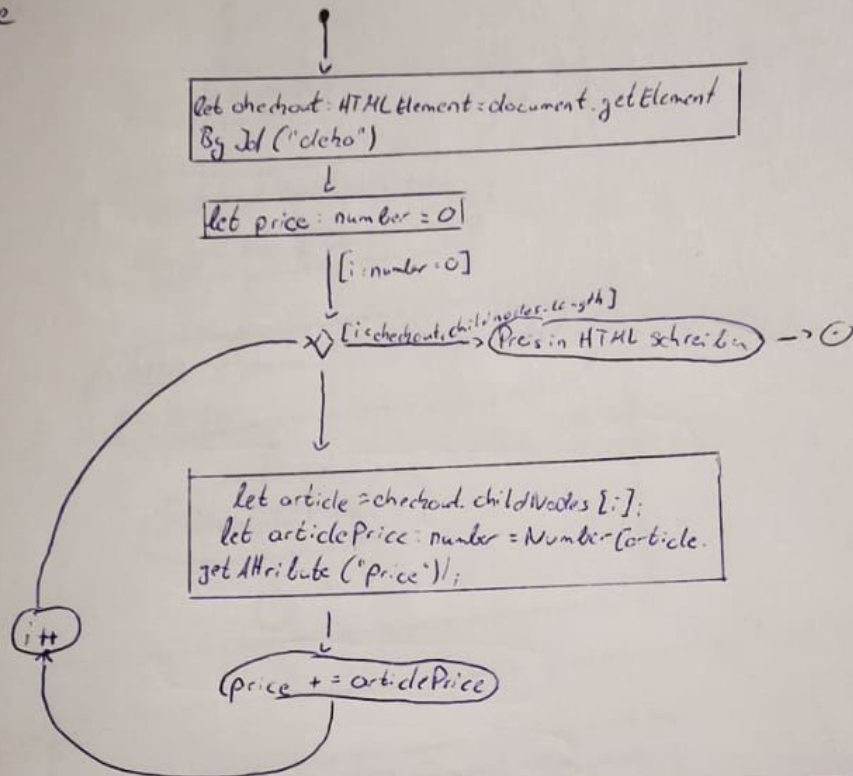 let checkout: HTMLElement = document.getElement
By Id ("deho")
let price: number = 0
[i: number = 0]
[i < checkout.childnodes.length]
Preis in HTML schreiben
let article = checkout.childNodes [i];
let articlePrice: number = Number(article.
getAttribute ("price"));
i++
price += articlePrice